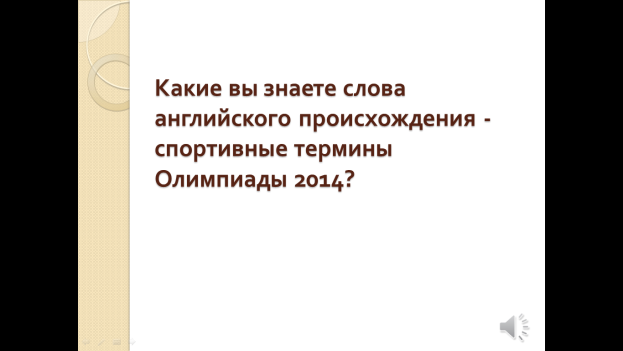 Какие вы знаете слова
английского происхождения -
спортивные термины
Олимпиады 2014?